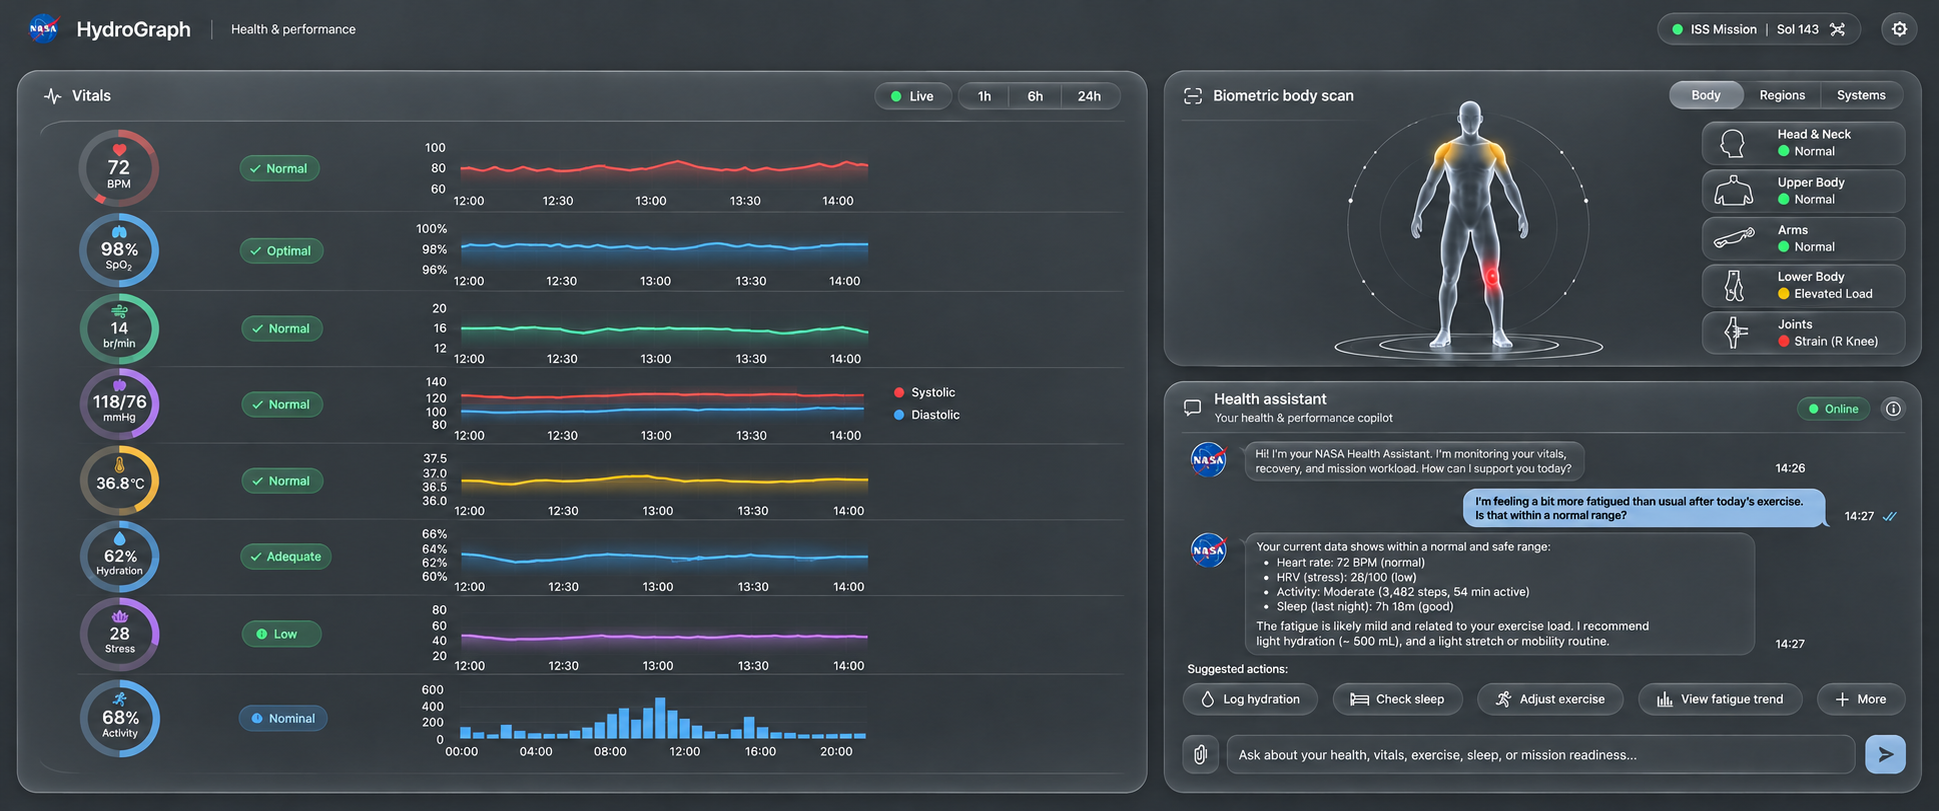 NASA
HydroGraph
Health & performance
ISS Mission | Sol 143
Vitals
Live
1h
6h
24h
72
BPM
Normal
100
80
60
12:00
12:30
13:00
13:30
14:00
98%
SpO₂
Optimal
100%
98%
96%
12:00
12:30
13:00
13:30
14:00
14
br/min
Normal
20
16
12
12:00
12:30
13:00
13:30
14:00
118/76
mmHg
Normal
140
120
100
80
12:00
12:30
13:00
13:30
14:00
Systolic
Diastolic
36.8°C
Normal
37.5
37.0
36.5
36.0
12:00
12:30
13:00
13:30
14:00
62%
Hydration
Adequate
66%
64%
62%
60%
12:00
12:30
13:00
13:30
14:00
28
Stress
Low
80
60
40
20
12:00
12:30
13:00
13:30
14:00
68%
Activity
Nominal
600
400
200
0
00:00
04:00
08:00
12:00
16:00
20:00
Biometric body scan
Body
Regions
Systems
Head & Neck
Normal
Upper Body
Normal
Arms
Normal
Lower Body
Elevated Load
Joints
Strain (R Knee)
Health assistant
Your health & performance copilot
Online
NASA
Hi! I'm your NASA Health Assistant. I'm monitoring your vitals,
recovery, and mission workload. How can I support you today?
14:26
I'm feeling a bit more fatigued than usual after today's exercise.
Is that within a normal range?
14:27
NASA
Your current data shows within a normal and safe range:
• Heart rate: 72 BPM (normal)
• HRV (stress): 28/100 (low)
• Activity: Moderate (3,482 steps, 54 min active)
• Sleep (last night): 7h 18m (good)
The fatigue is likely mild and related to your exercise load. I recommend
light hydration (~ 500 mL), and a light stretch or mobility routine.
14:27
Suggested actions:
Log hydration
Check sleep
Adjust exercise
View fatigue trend
More
Ask about your health, vitals, exercise, sleep, or mission readiness...